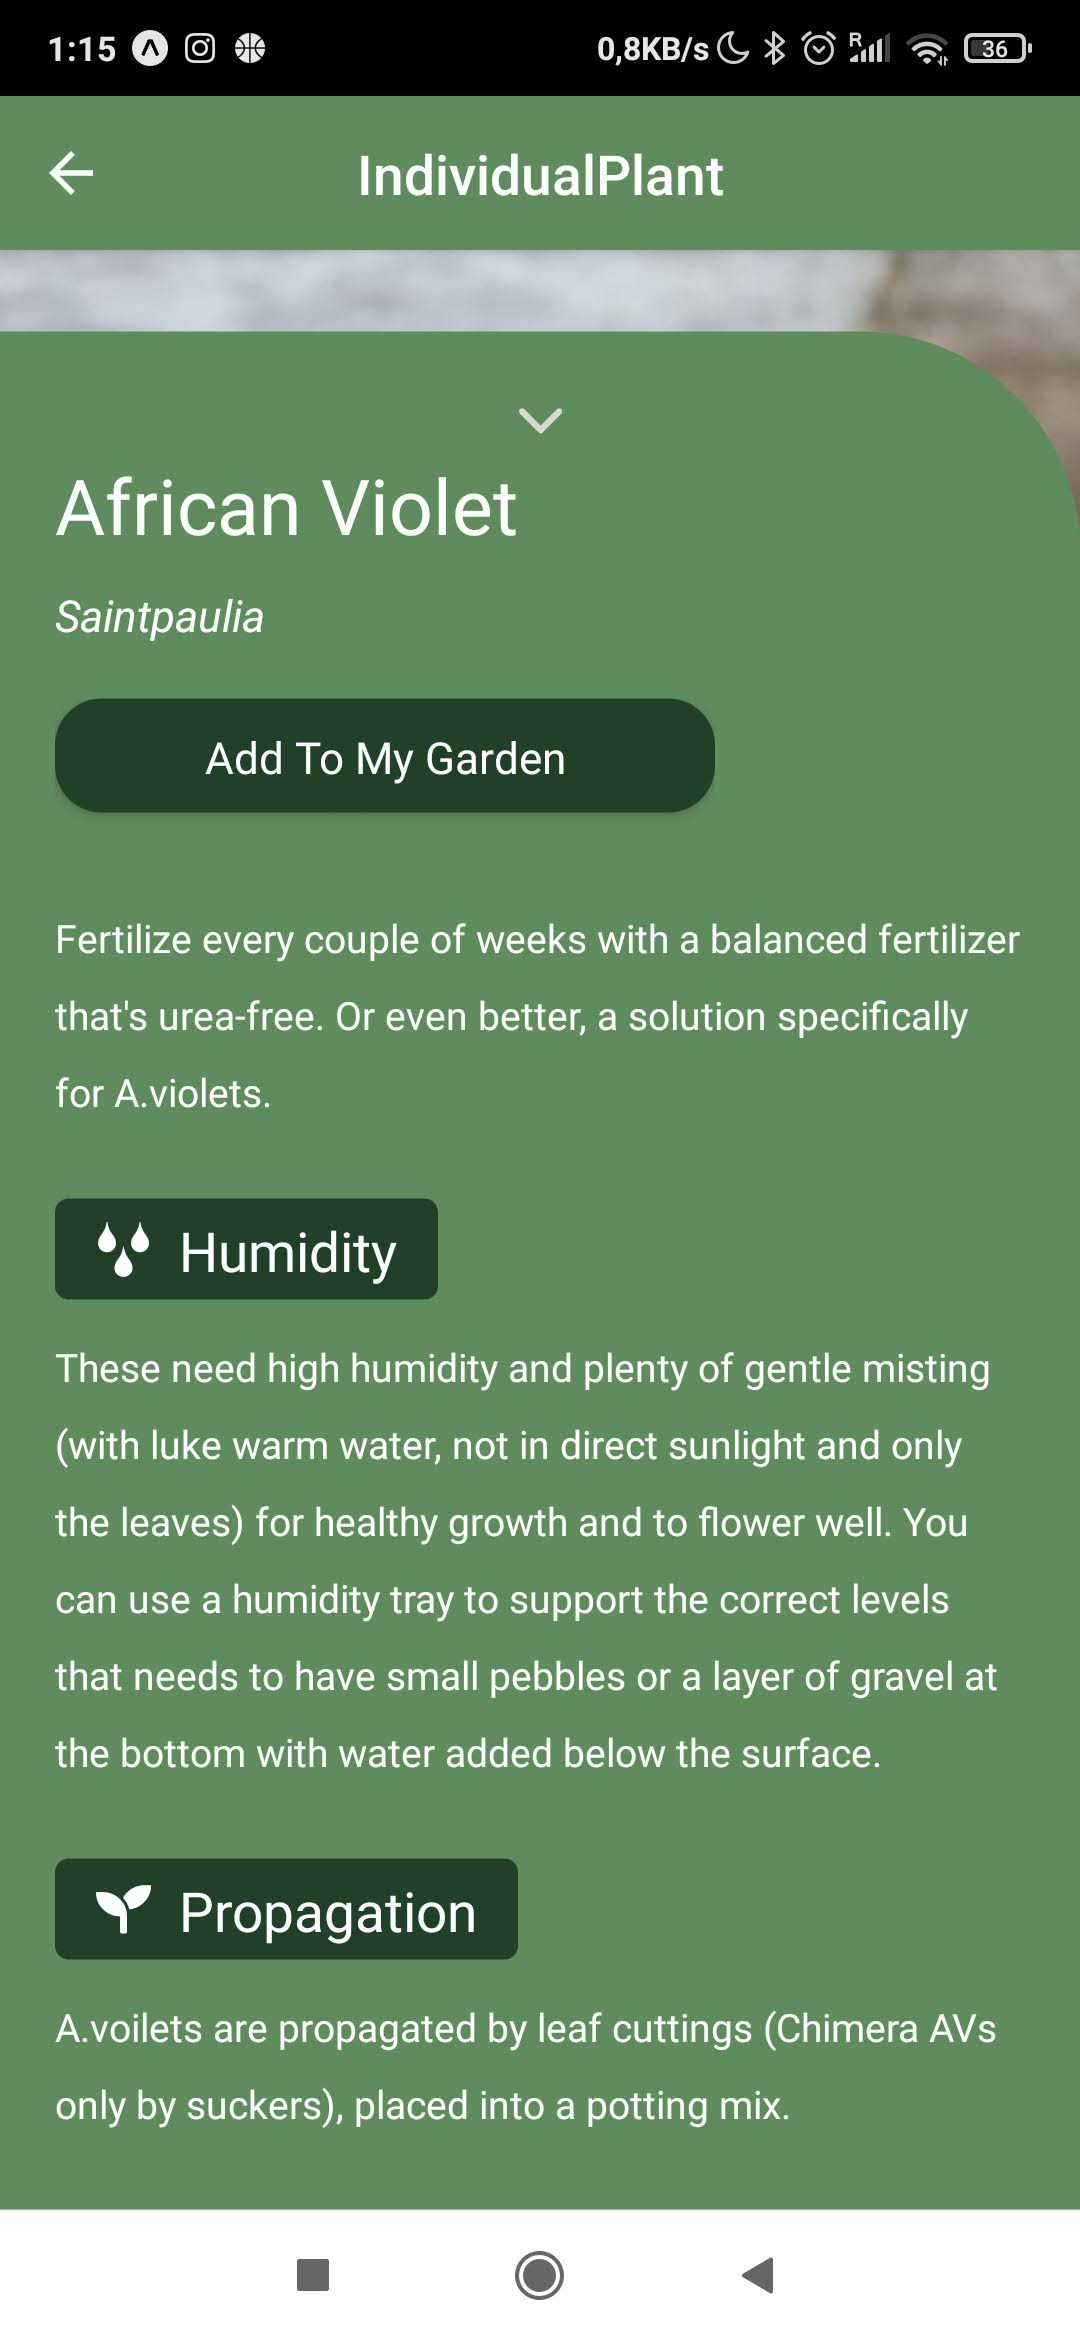 1:15
0,8KB/s
R
36
IndividualPlant
African Violet
Saintpaulia
Add To My Garden
Fertilize every couple of weeks with a balanced fertilizer
that's urea-free. Or even better, a solution specifically
for A.violets.
Humidity
These need high humidity and plenty of gentle misting
(with luke warm water, not in direct sunlight and only
the leaves) for healthy growth and to flower well. You
can use a humidity tray to support the correct levels
that needs to have small pebbles or a layer of gravel at
the bottom with water added below the surface.
Propagation
A.voilets are propagated by leaf cuttings (Chimera AVs
only by suckers), placed into a potting mix.